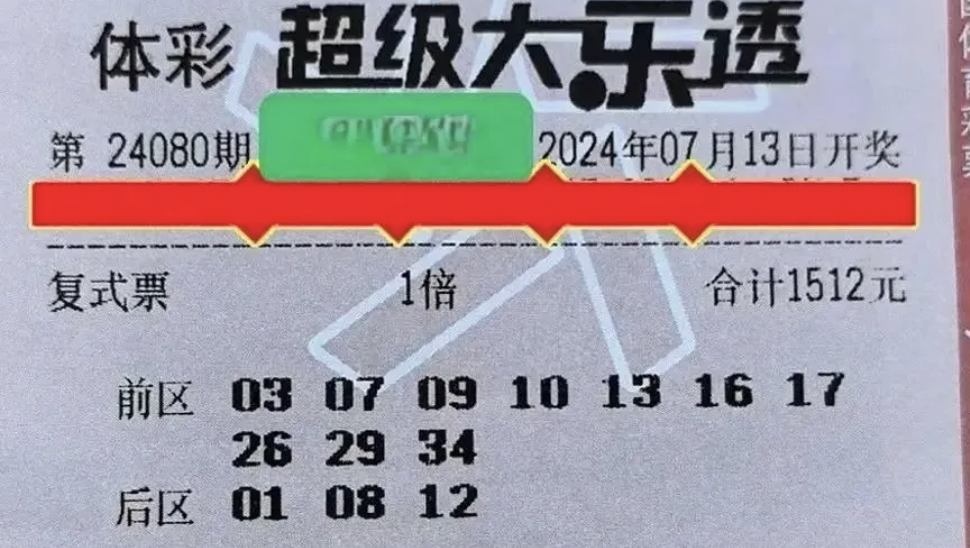 体彩 超级大乐透
第 24080期 2024年07月13日开奖
复式票 1倍 合计1512元
前区 03 07 09 10 13 16 17
26 29 34
后区 01 08 12